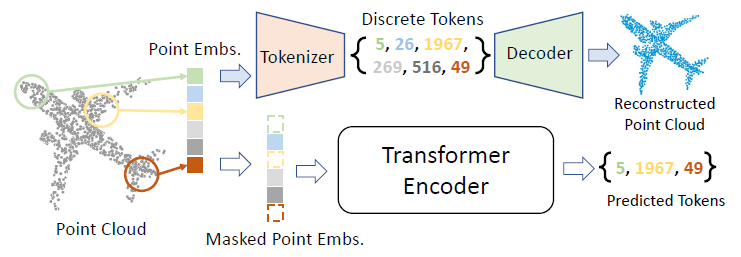 Discrete Tokens
Point Embs.
Tokenizer
{ 5, 26, 1967,
269, 516, 49 }
Decoder
Reconstructed
Point Cloud
Transformer
Encoder
{ 5, 1967, 49 }
Predicted Tokens
Point Cloud
Masked Point Embs.